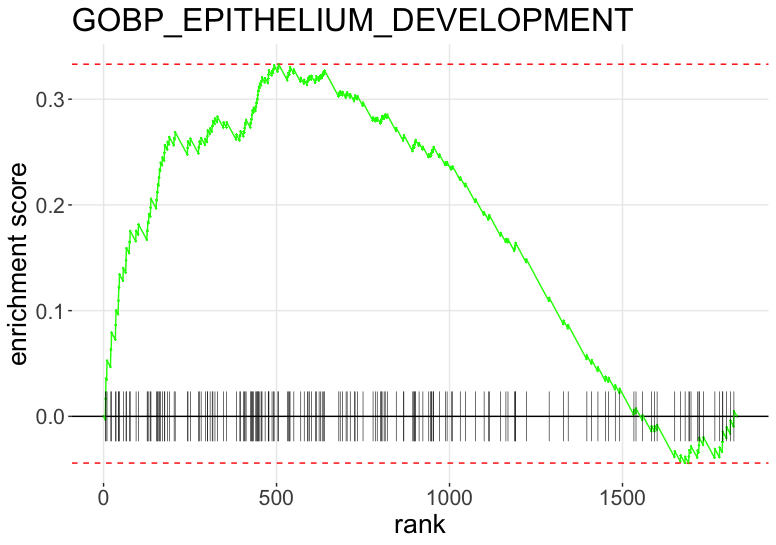 GOBP_EPITHELIUM_DEVELOPMENT
enrichment score
0.3
0.2
0.1
0.0
0 500 1000 1500
rank